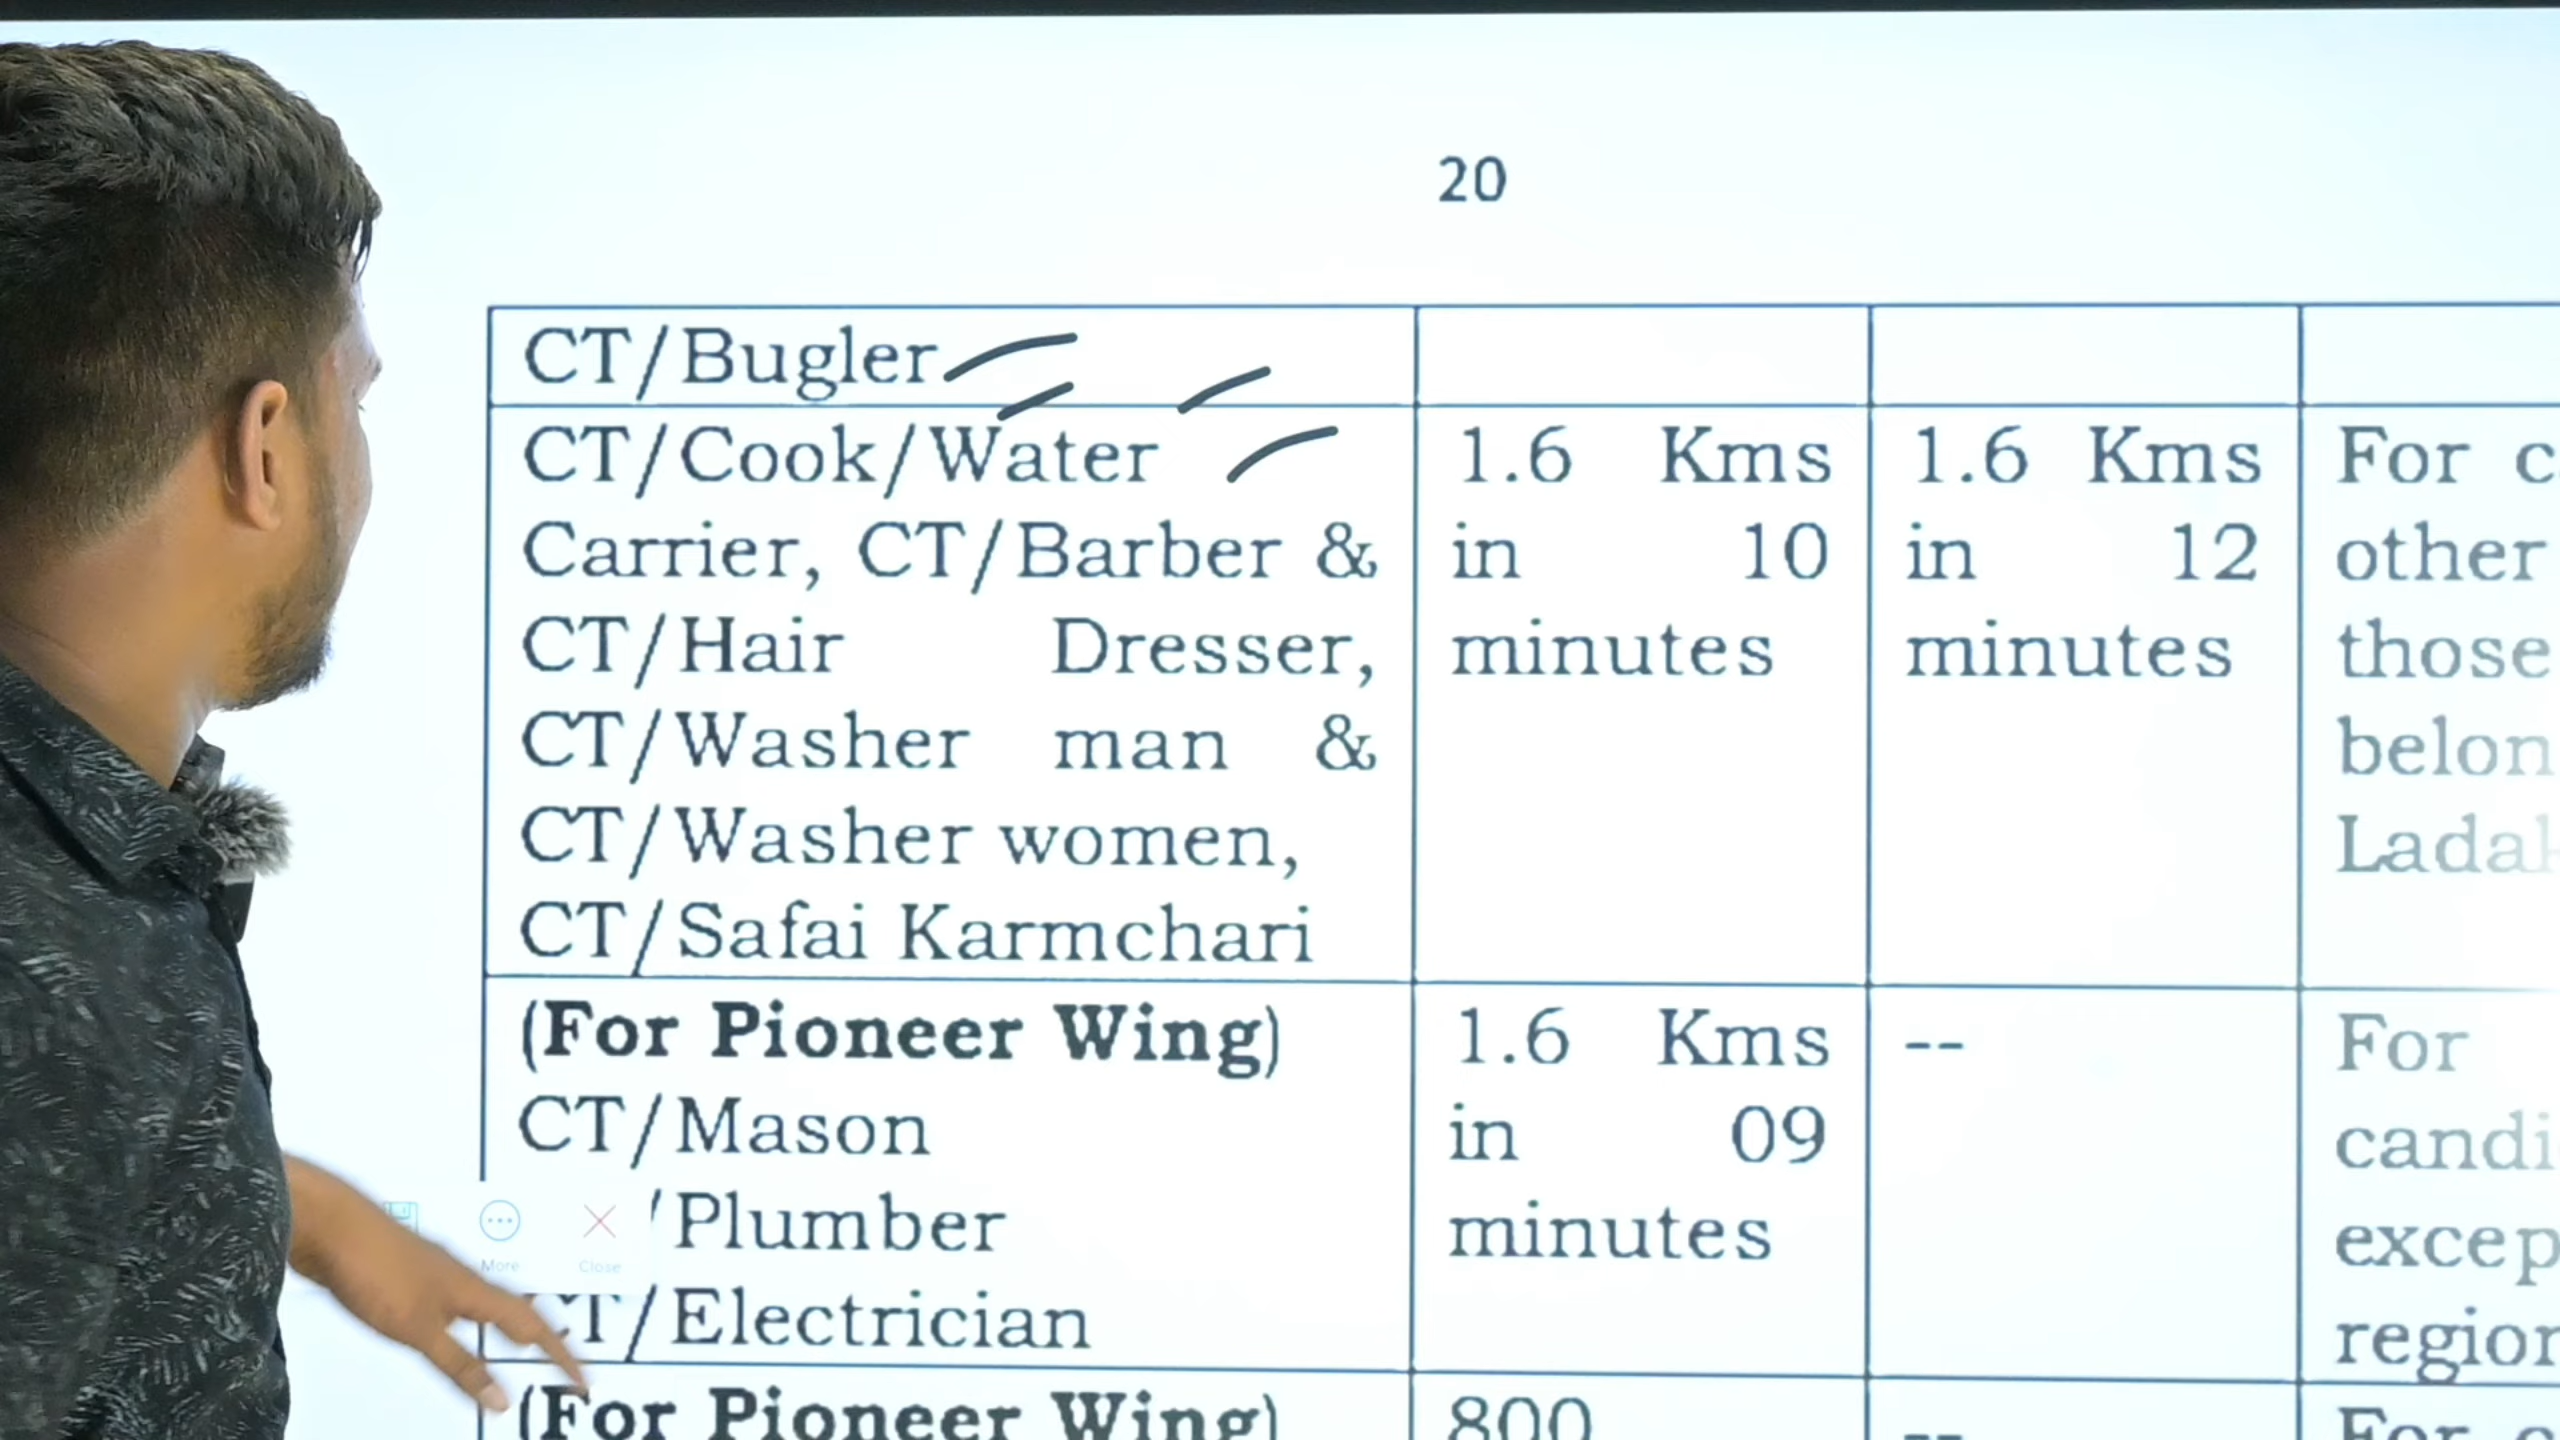 20
CT/Bugler
CT/Cook/Water
Carrier, CT/Barber &
CT/Hair Dresser,
CT/Washer man &
CT/Washer women,
CT/Safai Karmchari
1.6 Kms
in 10
minutes
1.6 Kms
in 12
minutes
For
other
those
(For Pioneer Wing)
CT/Mason
/Plumber
CT/Electrician
1.6 Kms
in 09
minutes
--
For
More
Close
(For Pioneer Wing)
800
--
For